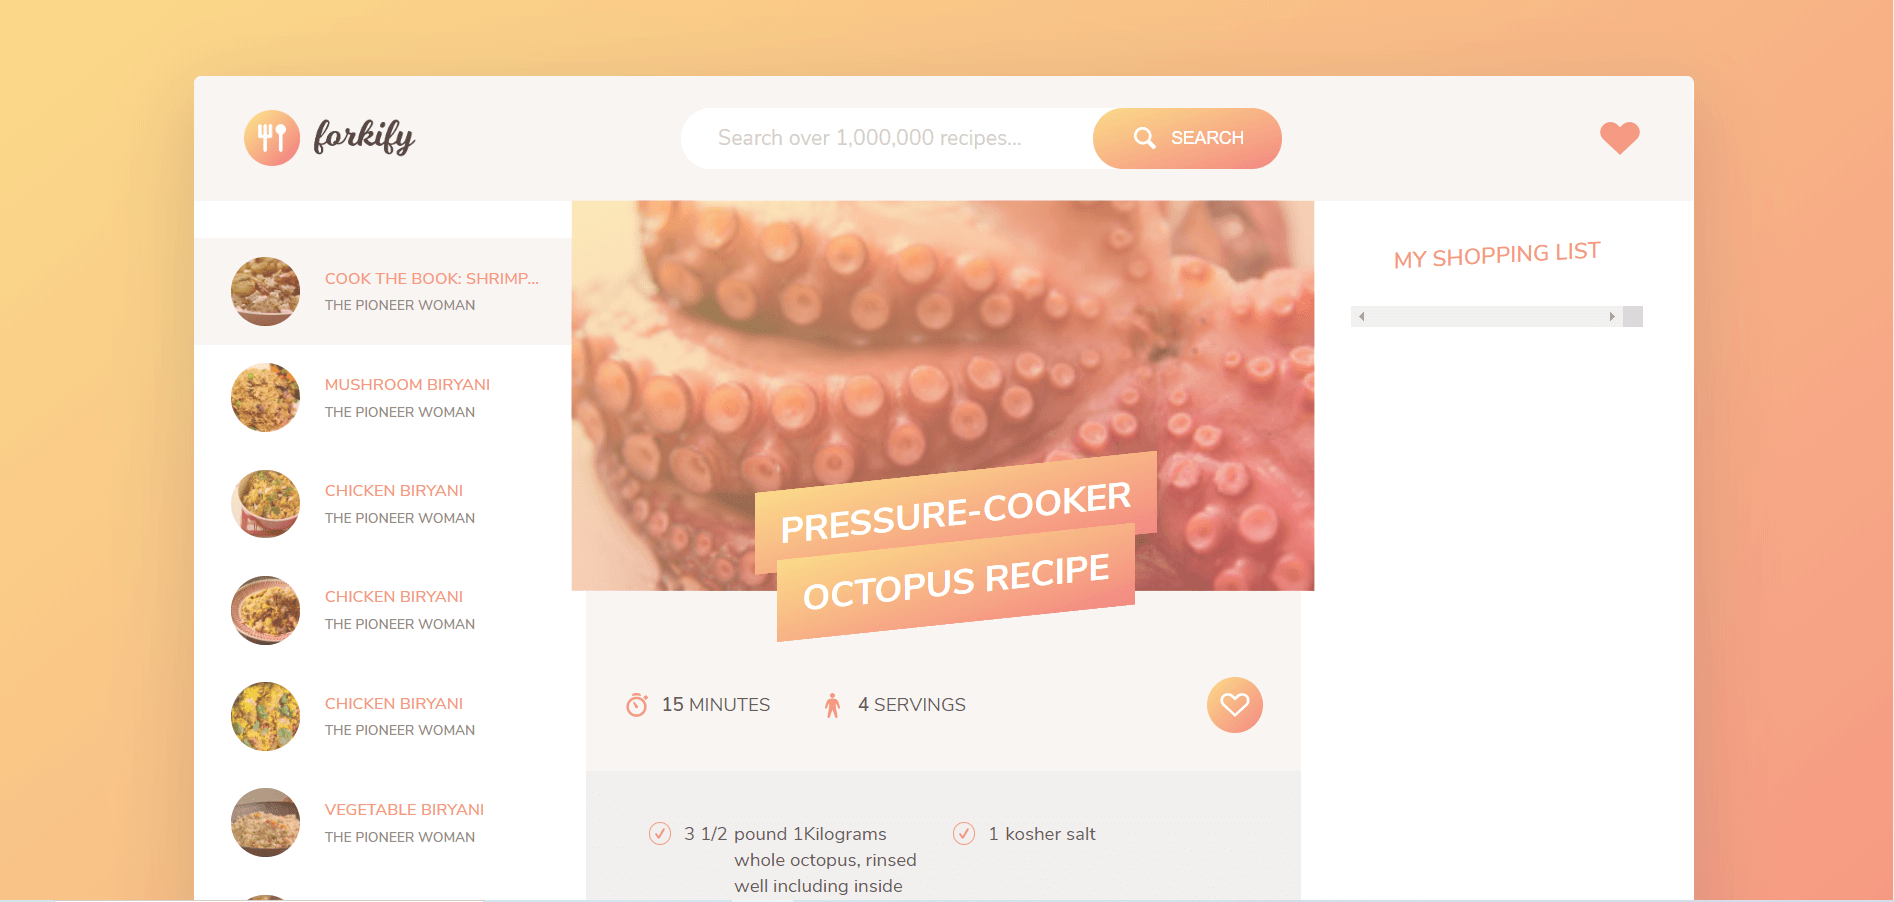 forkify
Search over 1,000,000 recipes...
SEARCH
COOK THE BOOK: SHRIMP...
THE PIONEER WOMAN
MUSHROOM BIRYANI
THE PIONEER WOMAN
CHICKEN BIRYANI
THE PIONEER WOMAN
CHICKEN BIRYANI
THE PIONEER WOMAN
CHICKEN BIRYANI
THE PIONEER WOMAN
VEGETABLE BIRYANI
THE PIONEER WOMAN
PRESSURE-COOKER
OCTOPUS RECIPE
15 MINUTES
4 SERVINGS
3 1/2 pound 1Kilograms
whole octopus, rinsed
well including inside
1 kosher salt
MY SHOPPING LIST